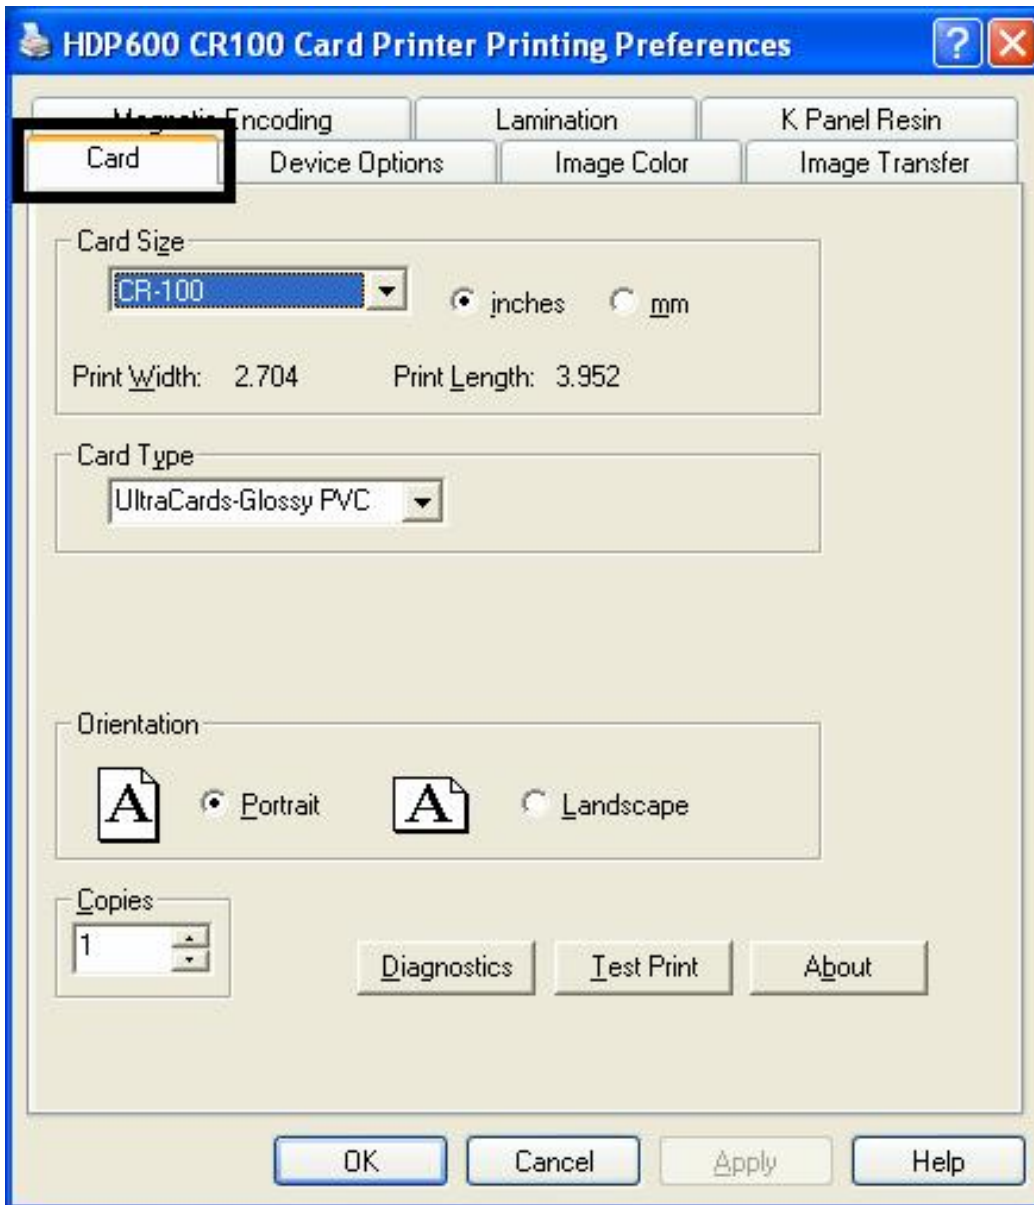 HDP600 CR100 Card Printer Printing Preferences
Magnetic Encoding Lamination K Panel Resin
Card Device Options Image Color Image Transfer
Card Size
CR-100 inches mm
Print Width: 2.704 Print Length: 3.952
Card Type
UltraCards-Glossy PVC
Orientation
A Portrait A Landscape
Copies
1
Diagnostics Test Print About
OK Cancel Apply Help